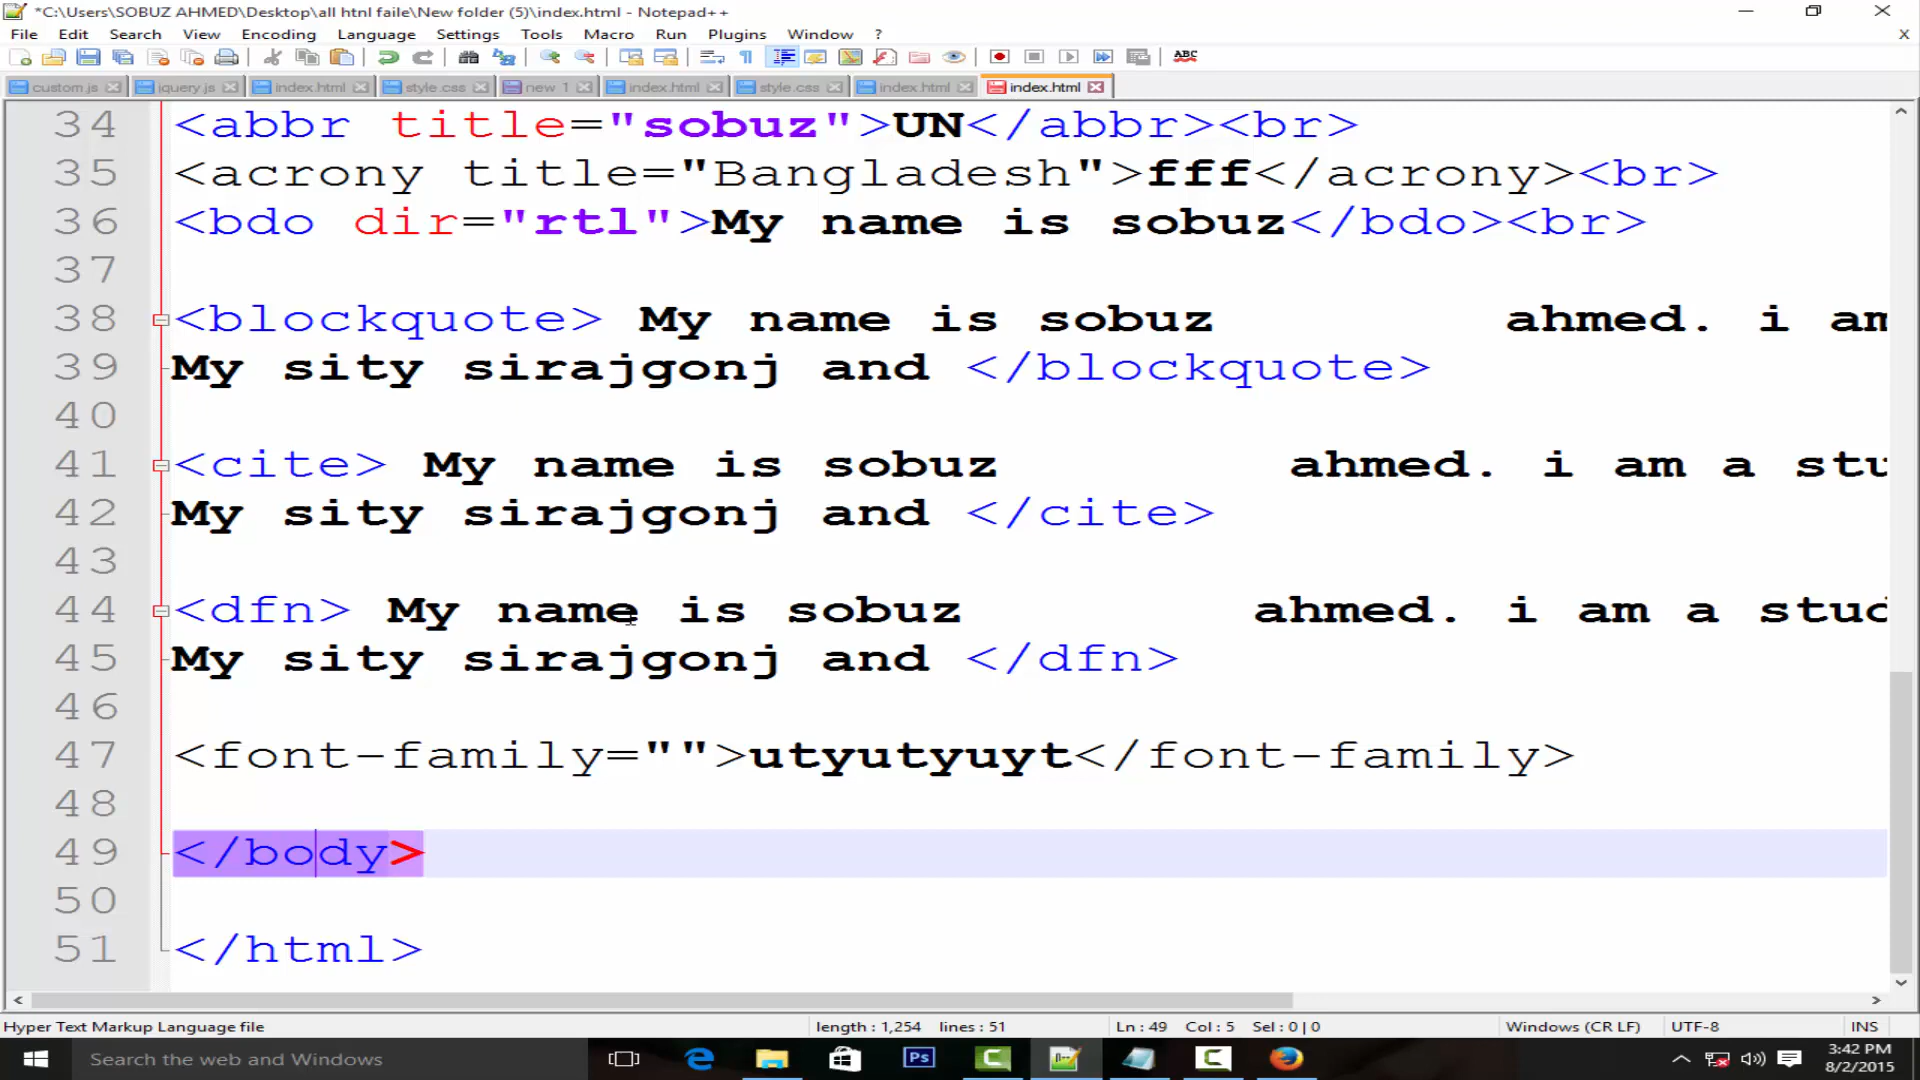 *C:\Users\SOBUZ AHMED\Desktop\all htnl faile\New folder (5)\index.html - Notepad++
File Edit Search View Encoding Language Settings Tools Macro Run Plugins Window ? X
ABC
custom.js jquery.js index.html style.css new 1 index.html style.css index.html index.html
34 <abbr title="sobuz">UN</abbr><br>
35 <acrony title="Bangladesh">fff</acrony><br>
36 <bdo dir="rtl">My name is sobuz</bdo><br>
37
38 <blockquote> My name is sobuz ahmed. i am
39 My sity sirajgonj and </blockquote>
40
41 <cite> My name is sobuz ahmed. i am a stu
42 My sity sirajgonj and </cite>
43
44 <dfn> My name is sobuz ahmed. i am a stud
45 My sity sirajgonj and </dfn>
46
47 <font-family="">utyutyuyt</font-family>
48
49 </body>
50
51 </html>
Hyper Text Markup Language file length : 1,254 lines : 51 Ln : 49 Col : 5 Sel : 0 | 0 Windows (CR LF) UTF-8 INS
Search the web and Windows Ps 3:42 PM
8/2/2015